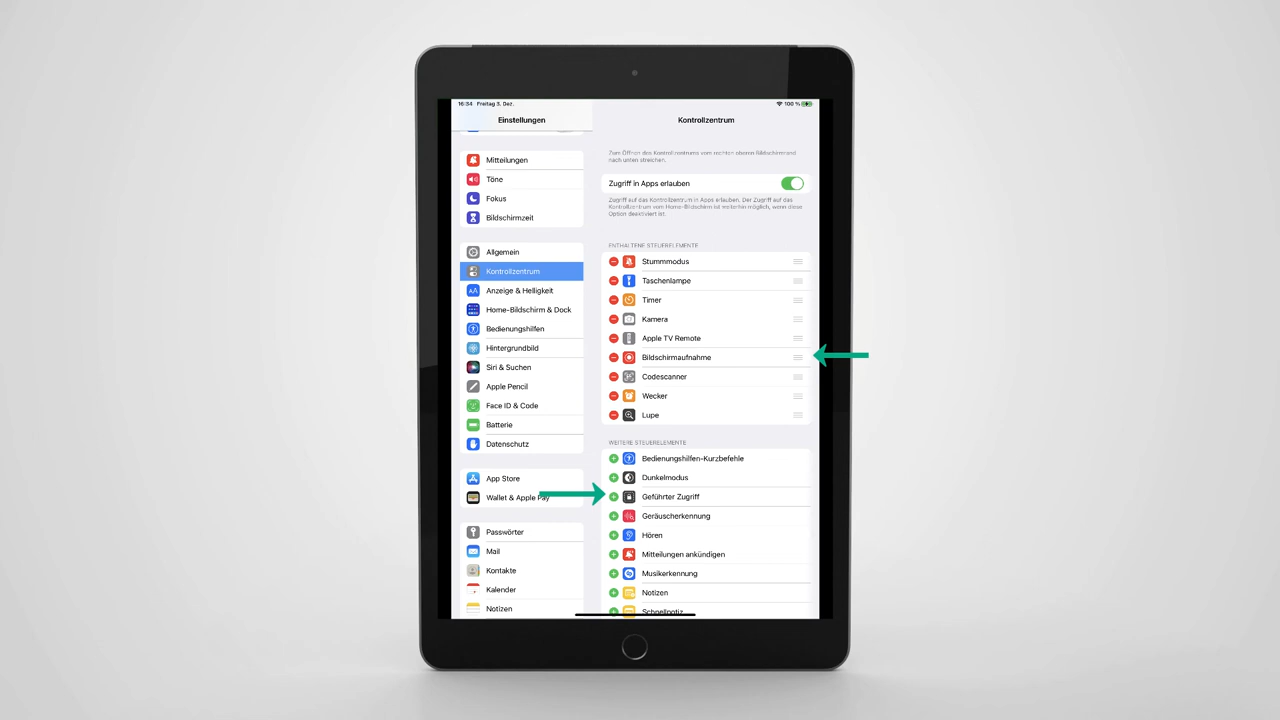 16:34 Freitag 3. Dez.
100 %
Einstellungen
Mitteilungen
Töne
Fokus
Bildschirmzeit
Allgemein
Kontrollzentrum
AA Anzeige & Helligkeit
Home-Bildschirm & Dock
Bedienungshilfen
Hintergrundbild
Siri & Suchen
Apple Pencil
Face ID & Code
Batterie
Datenschutz
App Store
Wallet & Apple Pay
Passwörter
Mail
Kontakte
Kalender
Notizen
Kontrollzentrum
Zum Öffnen des Kontrollzentrums vom rechten oberen Bildschirmrand
nach unten streichen.
Zugriff in Apps erlauben
Zugriff auf das Kontrollzentrum in Apps erlauben. Der Zugriff auf das
Kontrollzentrum vom Home-Bildschirm ist weiterhin möglich, wenn diese
Option deaktiviert ist.
ENTHALTENE STEUERELEMENTE
Stummmodus
Taschenlampe
Timer
Kamera
Apple TV Remote
Bildschirmaufnahme
Codescanner
Wecker
Lupe
WEITERE STEUERELEMENTE
Bedienungshilfen-Kurzbefehle
Dunkelmodus
Geführter Zugriff
Geräuscherkennung
Hören
Mitteilungen ankündigen
Musikerkennung
Notizen
Schnellnotiz